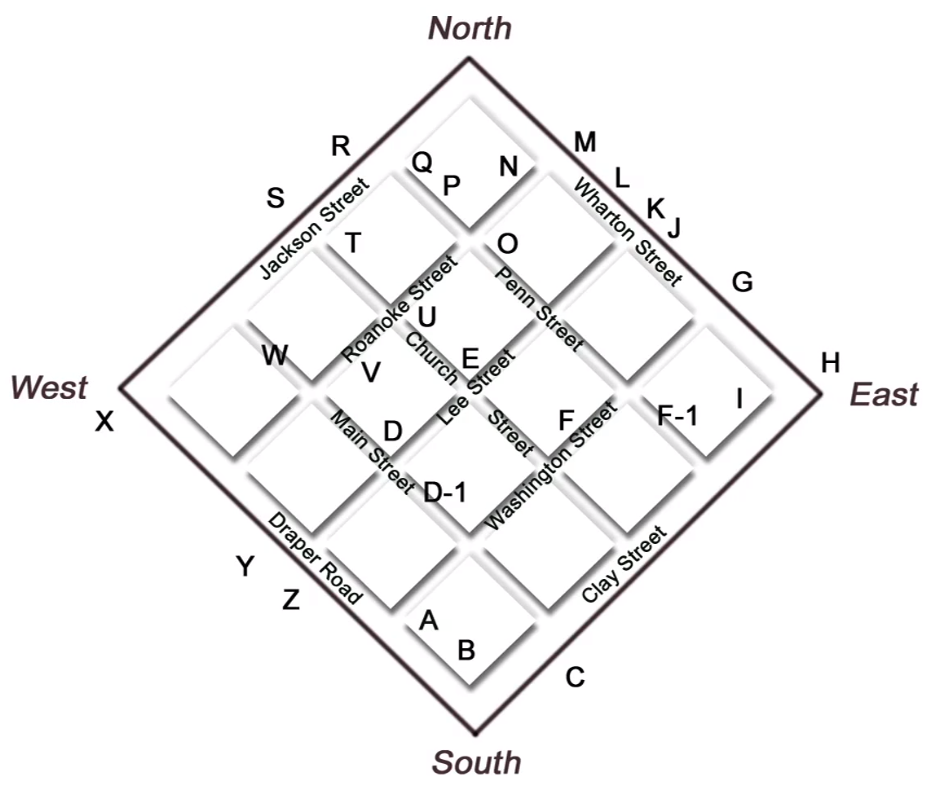 North
M
R
Q
N
L
P
S
K
Jackson Street
Wharton Street
J
T
O
G
Roanoke Street
Penn Street
U
Church
Street
E
H
W
V
Lee Street
West
East
X
I
F-1
F
D
Main Street
Washington Street
D-1
Draper Road
Clay Street
Y
Z
A
B
C
South